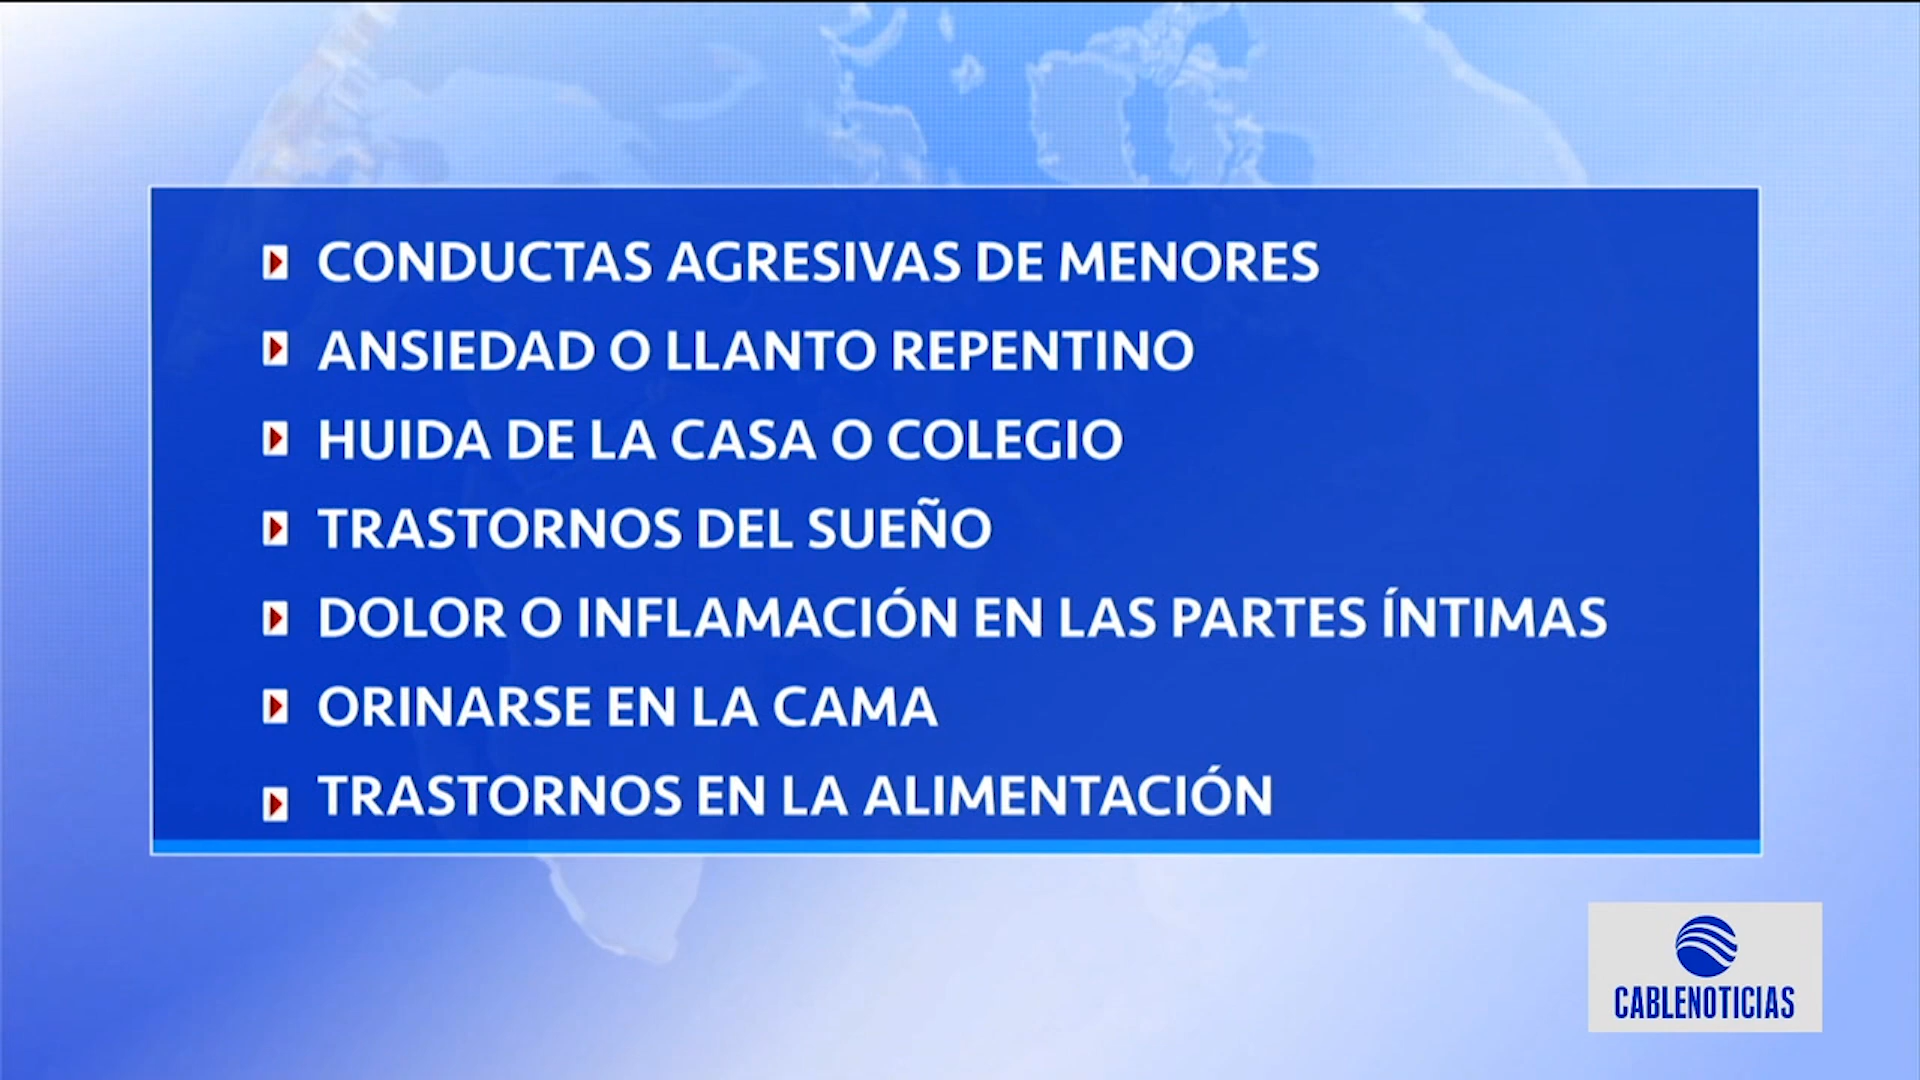 CONDUCTAS AGRESIVAS DE MENORES
ANSIEDAD O LLANTO REPENTINO
HUIDA DE LA CASA O COLEGIO
TRASTORNOS DEL SUEÑO
DOLOR O INFLAMACIÓN EN LAS PARTES ÍNTIMAS
ORINARSE EN LA CAMA
TRASTORNOS EN LA ALIMENTACIÓN
CABLENOTICIAS